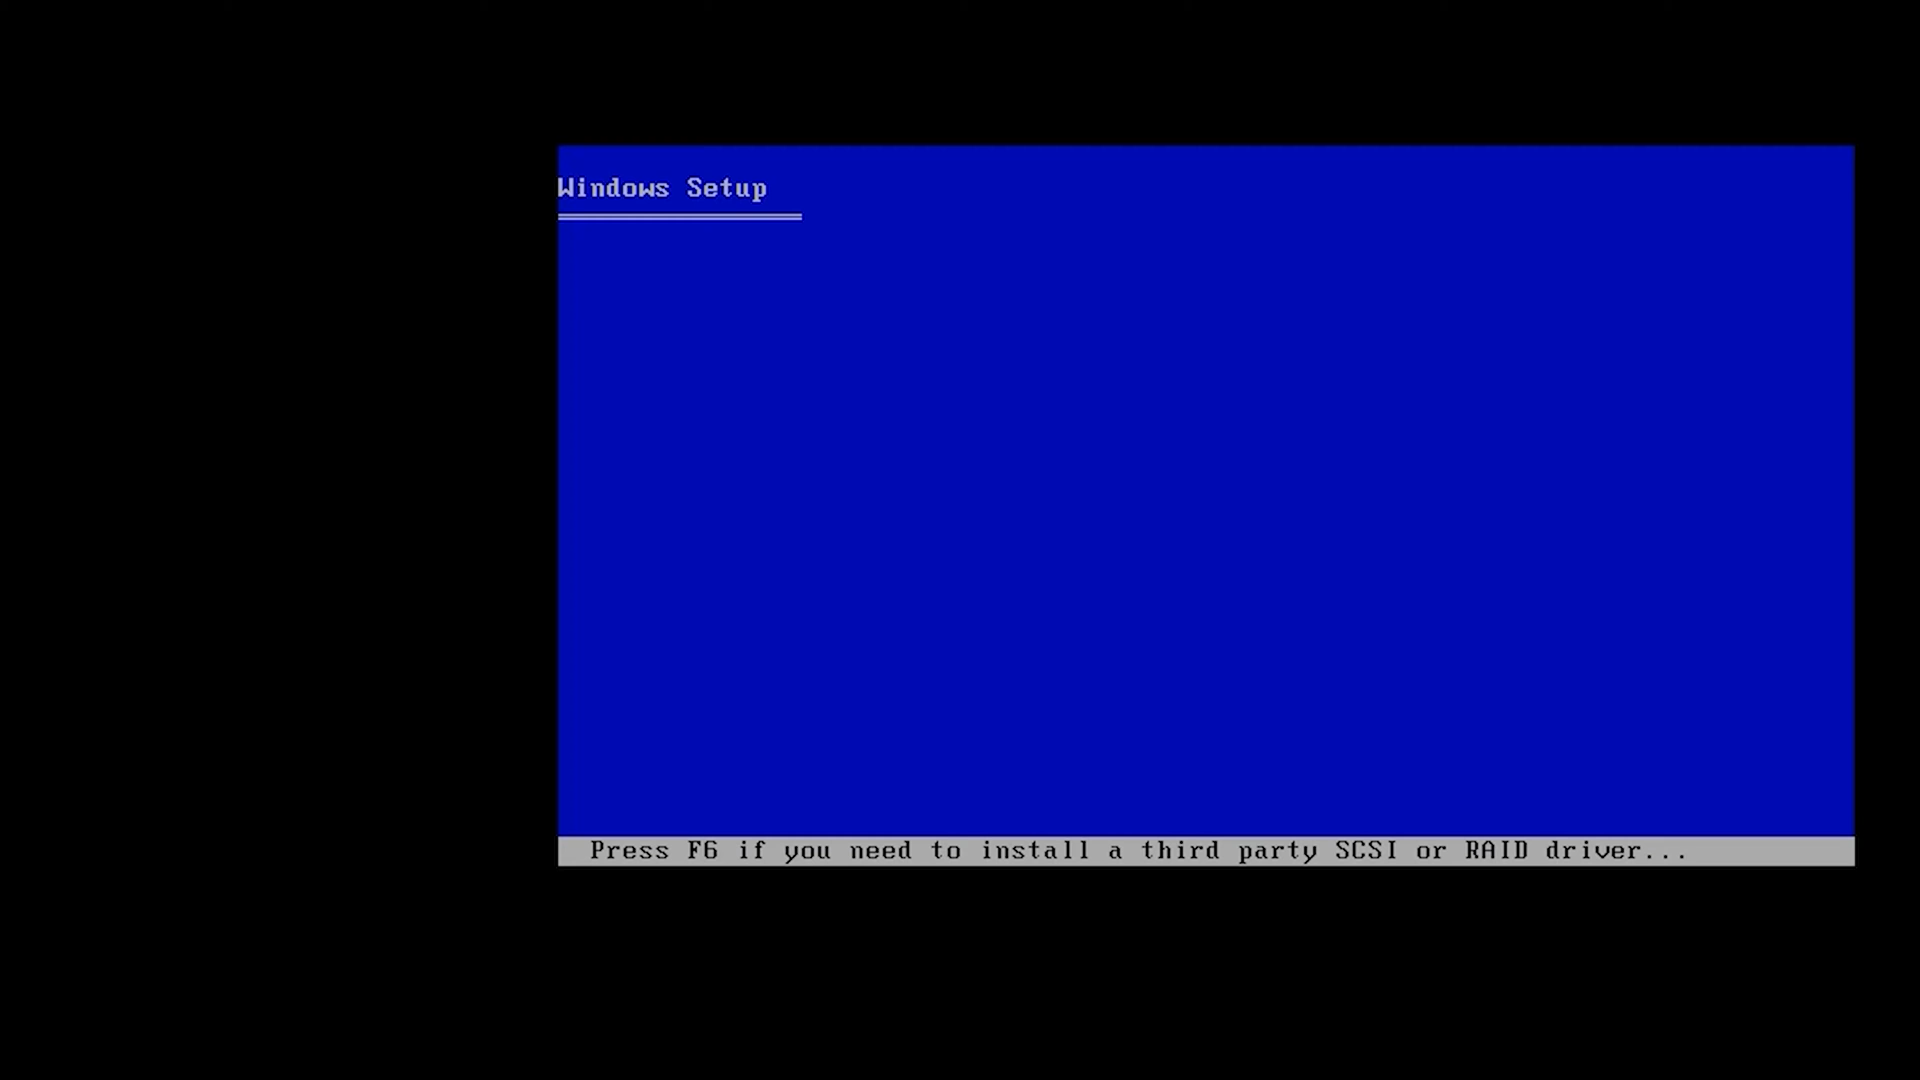 Windows Setup
Press F6 if you need to install a third party SCSI or RAID driver...